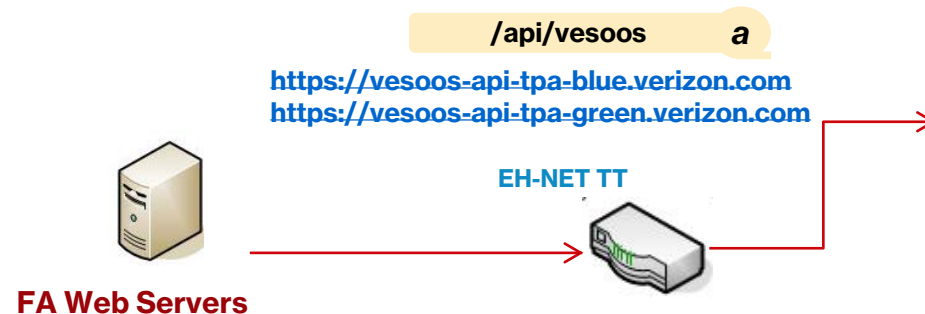 /api/vesoos a
https://vesoos-api-tpa-blue.verizon.com
https://vesoos-api-tpa-green.verizon.com
EH-NET TT
FA Web Servers